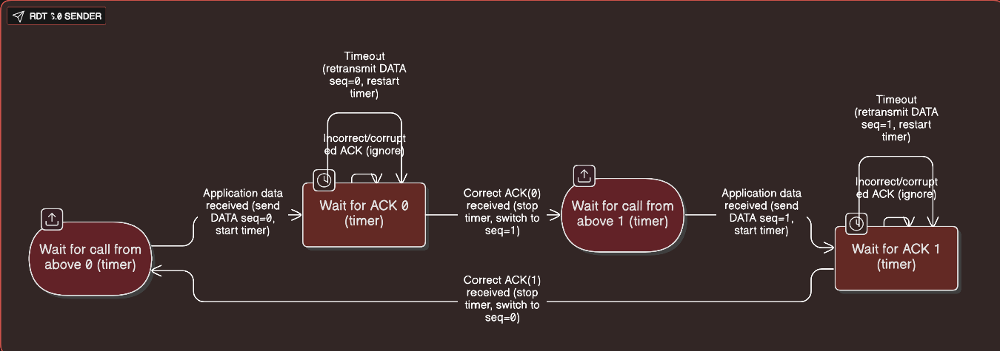 RDT 3.0 SENDER
Timeout
(retransmit DATA
seq=0, restart
timer)
Incorrect/corrupt
ed ACK (ignore)
Wait for ACK 0
(timer)
Application data
received (send
DATA seq=0,
start timer)
Wait for call from
above 0 (timer)
Correct ACK(0)
received (stop
timer, switch to
seq=1)
Wait for call from
above 1 (timer)
Application data
received (send
DATA seq=1,
start timer)
Timeout
(retransmit DATA
seq=1, restart
timer)
Incorrect/corrupt
ed ACK (ignore)
Wait for ACK 1
(timer)
Correct ACK(1)
received (stop
timer, switch to
seq=0)